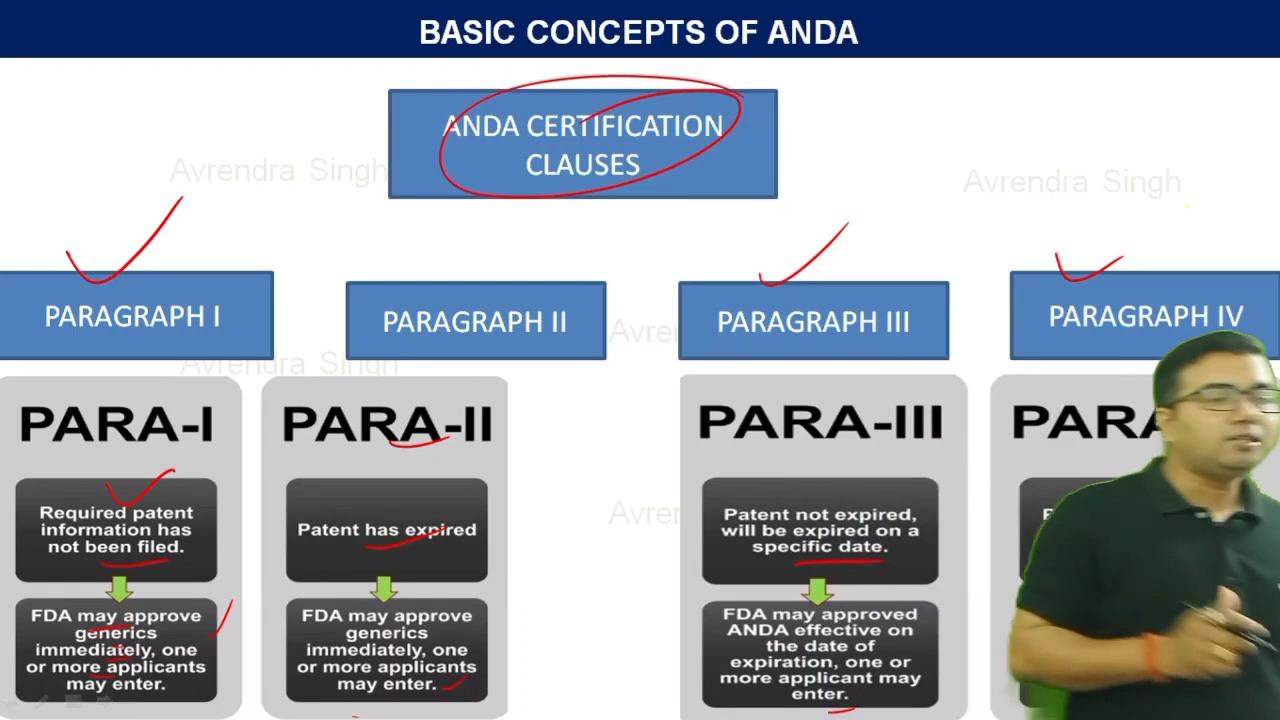 BASIC CONCEPTS OF ANDA
ANDA CERTIFICATION
CLAUSES
Avrendra Singh
Avrendra Singh
PARAGRAPH I
PARAGRAPH II
PARAGRAPH III
PARAGRAPH IV
Avrendra Singh
PARA-I
Required patent
information has
not been filed.
FDA may approve
generics
immediately, one
or more applicants
may enter.
PARA-II
Patent has expired
FDA may approve
generics
immediately, one
or more applicants
may enter.
PARA-III
Patent not expired,
will be expired on a
specific date.
FDA may approved
ANDA effective on
the date of
expiration, one or
more applicant may
enter.